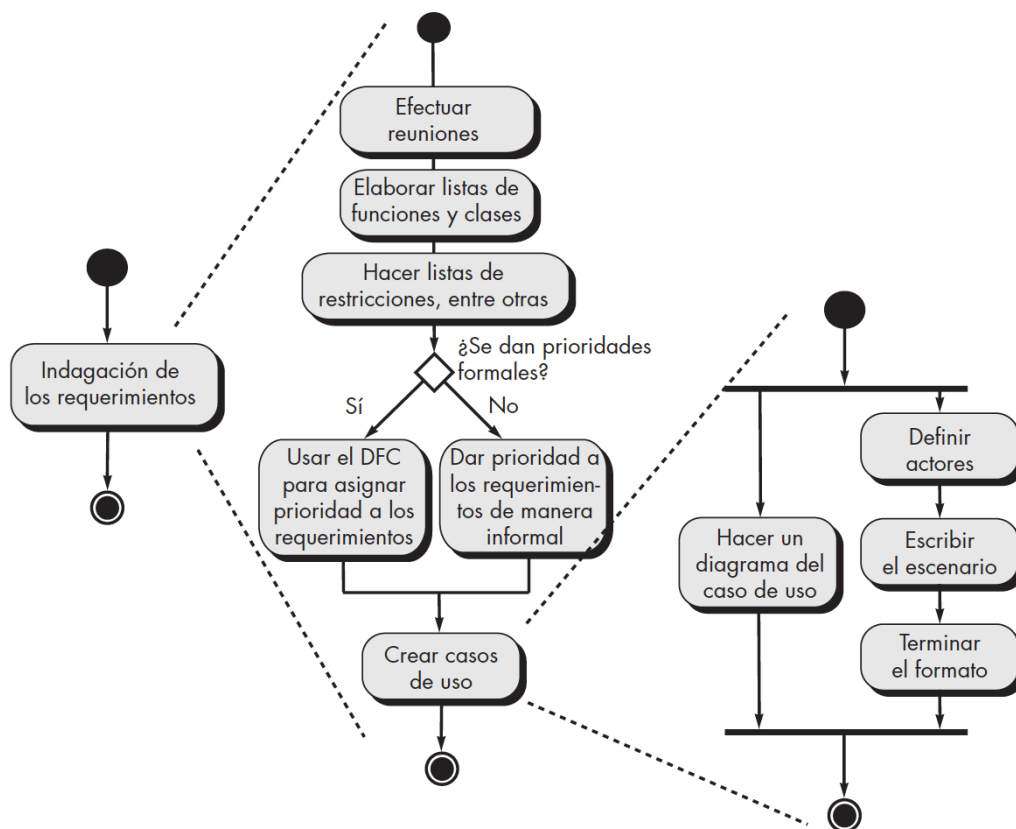 Indagación de
los requerimientos
Efectuar
reuniones
Elaborar listas de
funciones y clases
Hacer listas de
restricciones, entre otras
¿Se dan prioridades
formales?
Sí
No
Usar el DFC
para asignar
prioridad a los
requerimientos
Dar prioridad a
los requerimien-
tos de manera
informal
Crear casos
de uso
Hacer un
diagrama del
caso de uso
Definir
actores
Escribir
el escenario
Terminar
el formato